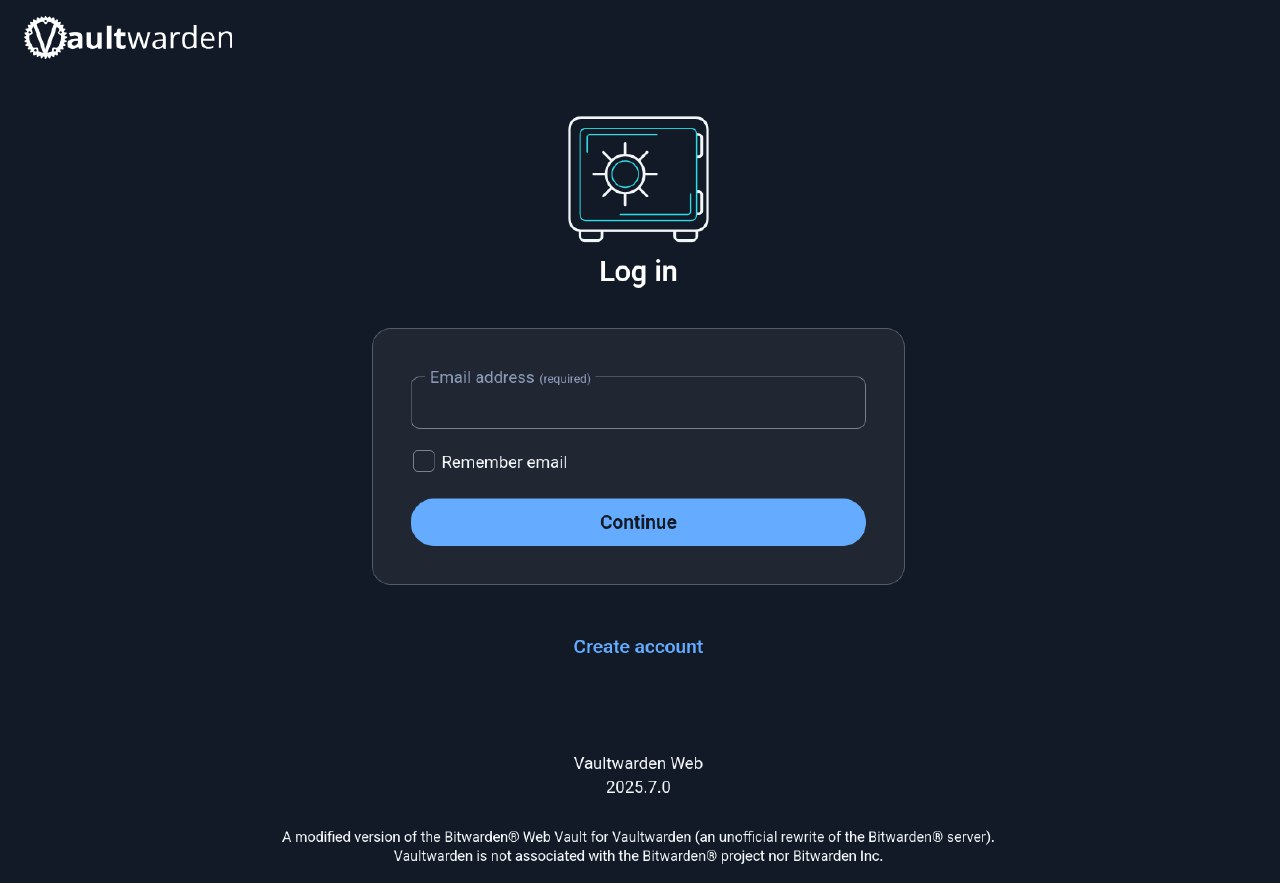 Vaultwarden
Log in
Email address (required)
Remember email
Continue
Create account
Vaultwarden Web
2025.7.0
A modified version of the Bitwarden® Web Vault for Vaultwarden (an unofficial rewrite of the Bitwarden® server).
Vaultwarden is not associated with the Bitwarden® project nor Bitwarden Inc.